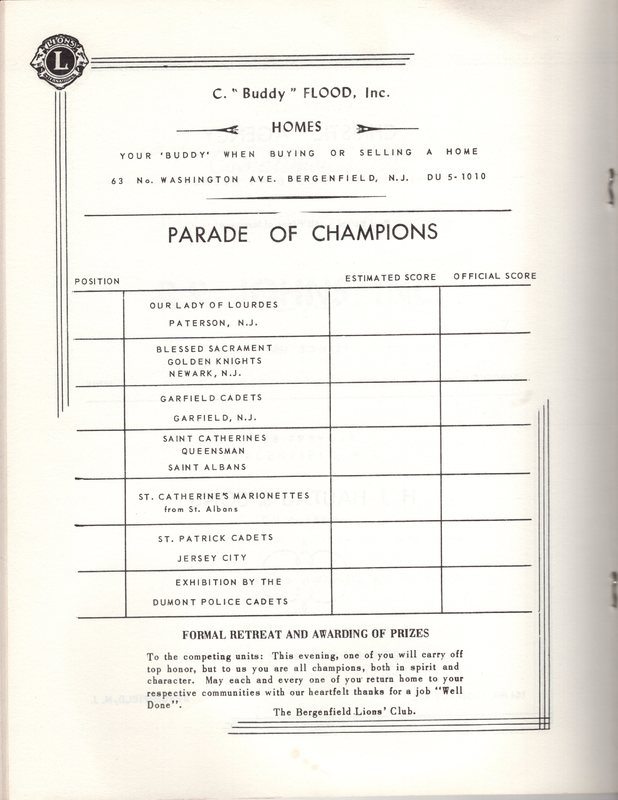 LIONS
L
INTERNATIONAL
C. "Buddy" FLOOD, Inc.
HOMES
YOUR 'BUDDY' WHEN BUYING OR SELLING A HOME
63 No. WASHINGTON AVE. BERGENFIELD, N.J. DU 5-1010
PARADE OF CHAMPIONS
POSITION ESTIMATED SCORE OFFICIAL SCORE
OUR LADY OF LOURDES
PATERSON, N.J.
BLESSED SACRAMENT
GOLDEN KNIGHTS
NEWARK, N.J.
GARFIELD CADETS
GARFIELD, N.J.
SAINT CATHERINES
QUEENSMAN
SAINT ALBANS
ST. CATHERINE'S MARIONETTES
from St. Albans
ST. PATRICK CADETS
JERSEY CITY
EXHIBITION BY THE
DUMONT POLICE CADETS
FORMAL RETREAT AND AWARDING OF PRIZES
To the competing units: This evening, one of you will carry off
top honor, but to us you are all champions, both in spirit and
character. May each and every one of you return home to your
respective communities with our heartfelt thanks for a job "Well
Done".
The Bergenfield Lions' Club.